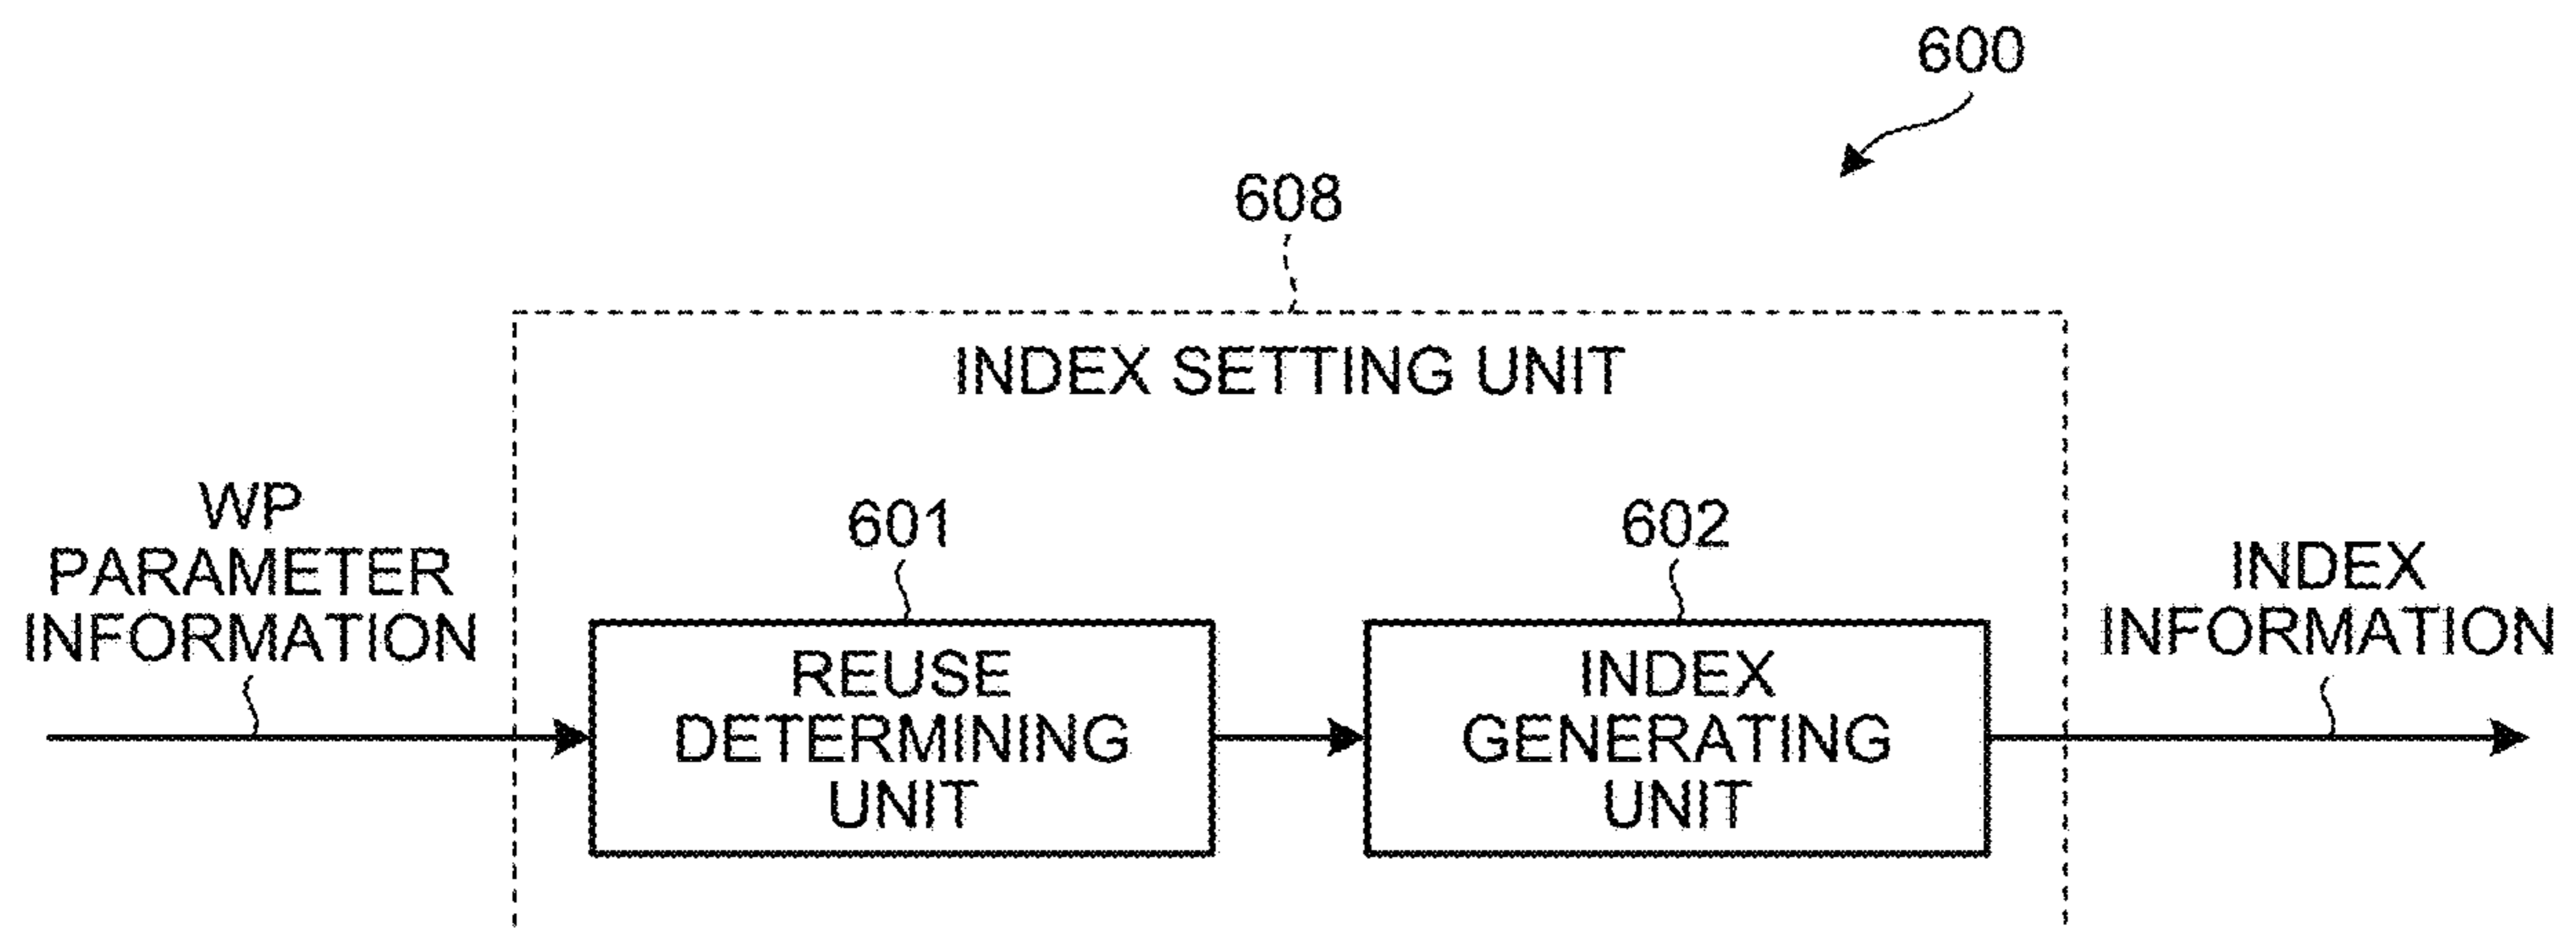 600
608
INDEX SETTING UNIT
WP
PARAMETER
INFORMATION
601
602
INDEX
INFORMATION
REUSE
DETERMINING
UNIT
INDEX
GENERATING
UNIT